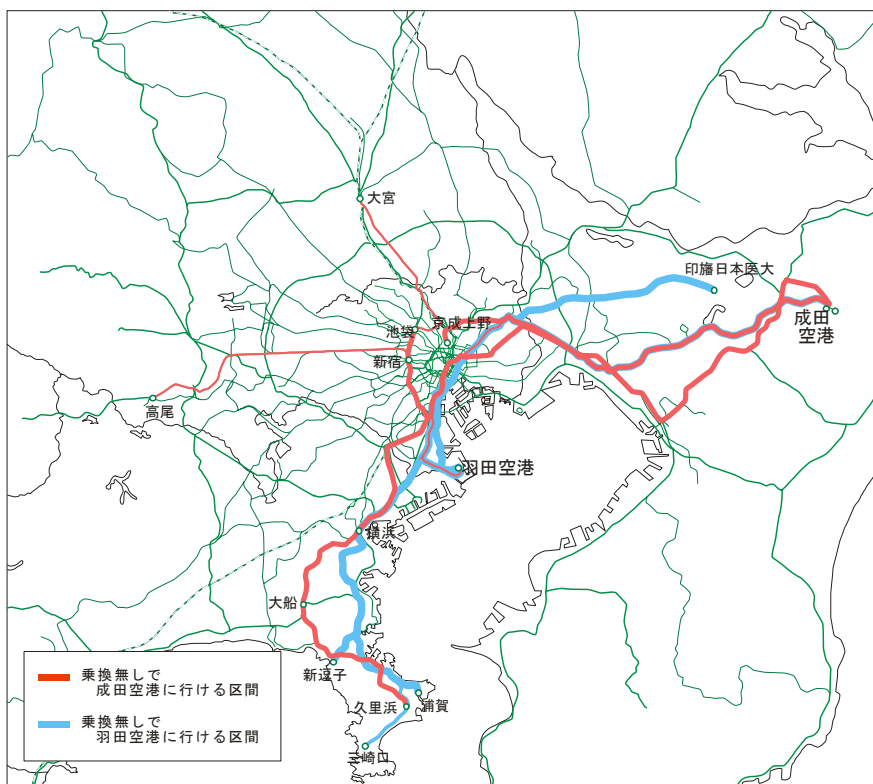 大宮
印旛日本医大
京成上野
池袋
成田
空港
新宿
高尾
羽田空港
横浜
大船
新逗子
久里浜
浦賀
三崎口
乗換無しで
成田空港に行ける区間
乗換無しで
羽田空港に行ける区間